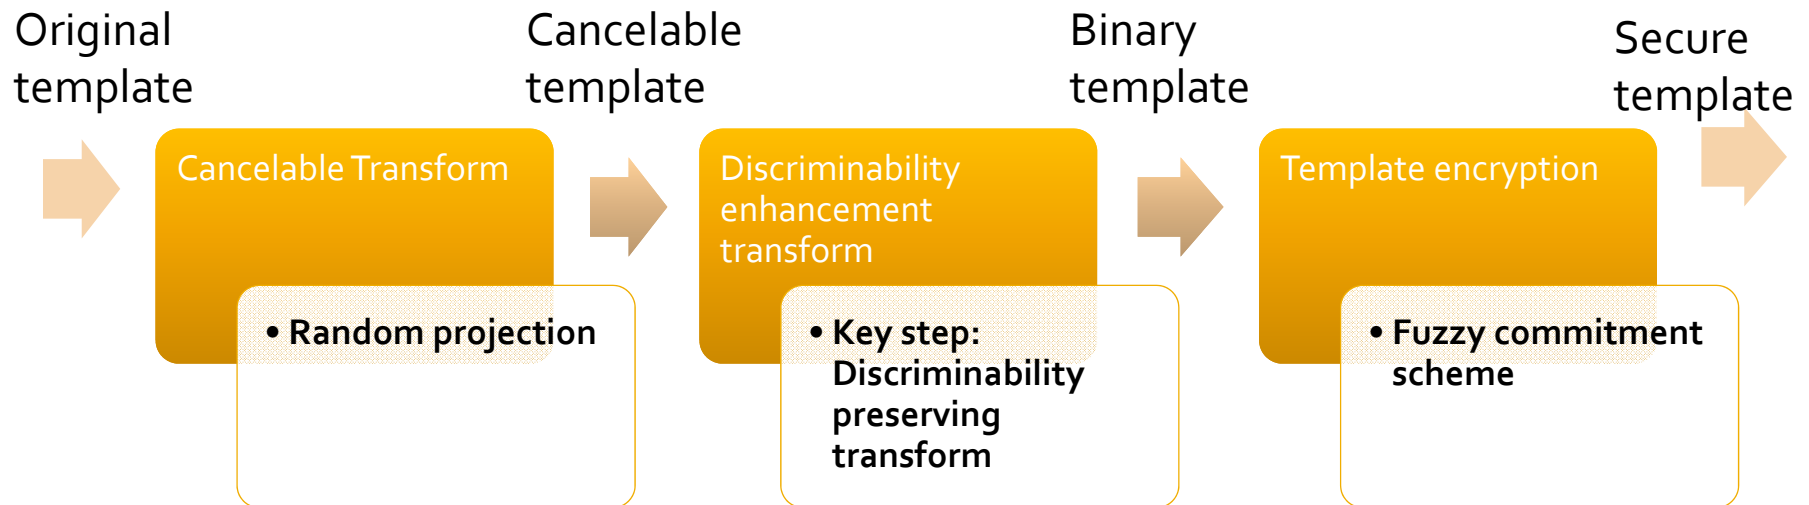 Original
template
Cancelable
template
Binary
template
Secure
template
Cancelable Transform
• Random projection
Discriminability
enhancement
transform
• Key step:
Discriminability
preserving
transform
Template encryption
• Fuzzy commitment
scheme